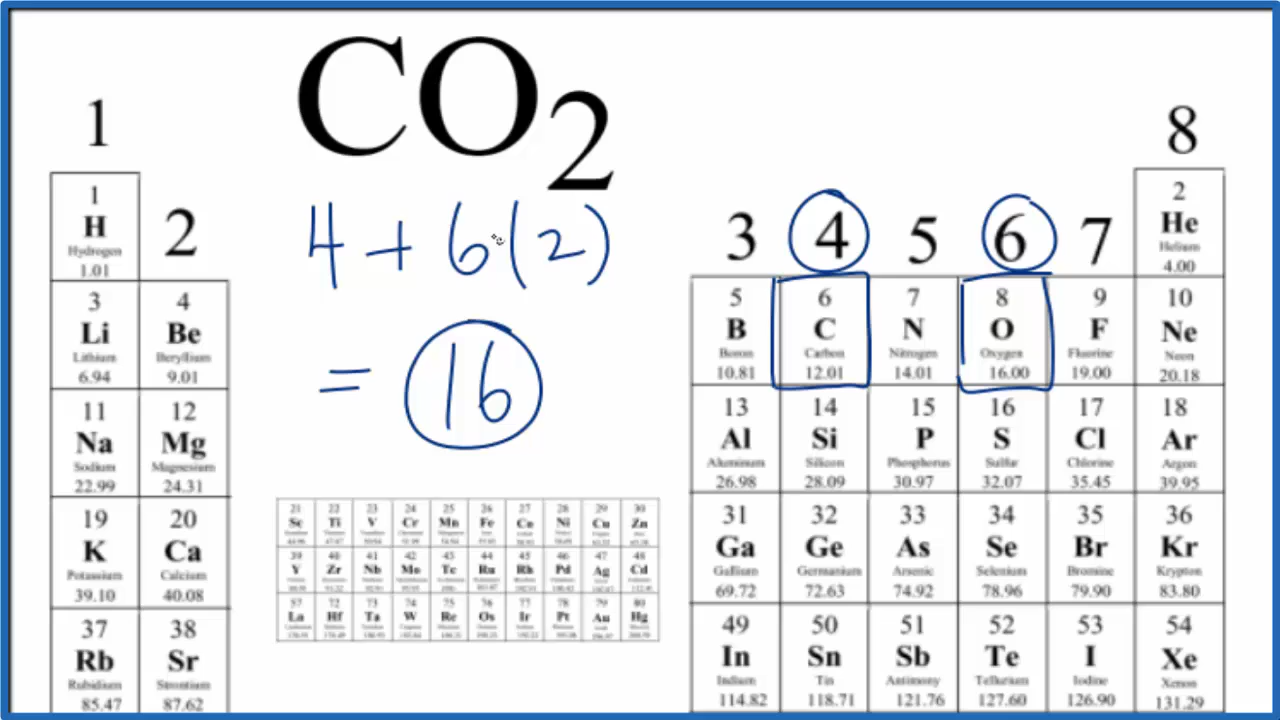 CO2
1
8
4 + 6(2)
= 16
2
3 4 5 6 7
1
H
Hydrogen
1.01
2
He
Helium
4.00
3 4
Li Be
Lithium Beryllium
6.94 9.01
5 6 7 8 9 10
B C N O F Ne
Boron Carbon Nitrogen Oxygen Fluorine Neon
10.81 12.01 14.01 16.00 19.00 20.18
11 12
Na Mg
Sodium Magnesium
22.99 24.31
13 14 15 16 17 18
Al Si P S Cl Ar
Aluminum Silicon Phosphorus Sulfur Chlorine Argon
26.98 28.09 30.97 32.07 35.45 39.95
19 20
K Ca
Potassium Calcium
39.10 40.08
21 22 23 24 25 26 27 28 29 30
Sc Ti V Cr Mn Fe Co Ni Cu Zn
39 40 41 42 43 44 45 46 47 48
Y Zr Nb Mo Tc Ru Rh Pd Ag Cd
57 72 73 74 75 76 77 78 79 80
La Hf Ta W Re Os Ir Pt Au Hg
31 32 33 34 35 36
Ga Ge As Se Br Kr
Gallium Germanium Arsenic Selenium Bromine Krypton
69.72 72.63 74.92 78.96 79.90 83.80
37 38
Rb Sr
Rubidium Strontium
85.47 87.62
49 50 51 52 53 54
In Sn Sb Te I Xe
Indium Tin Antimony Tellurium Iodine Xenon
114.82 118.71 121.76 127.60 126.90 131.29